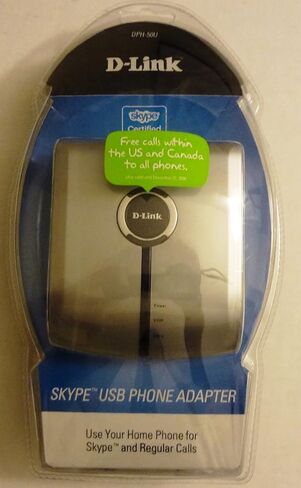 DPH-50U
D-Link
skype
Certified
Free calls within
the US and Canada
to all phones.
D-Link
SKYPE™ USB PHONE ADAPTER
Use Your Home Phone for
Skype™ and Regular Calls